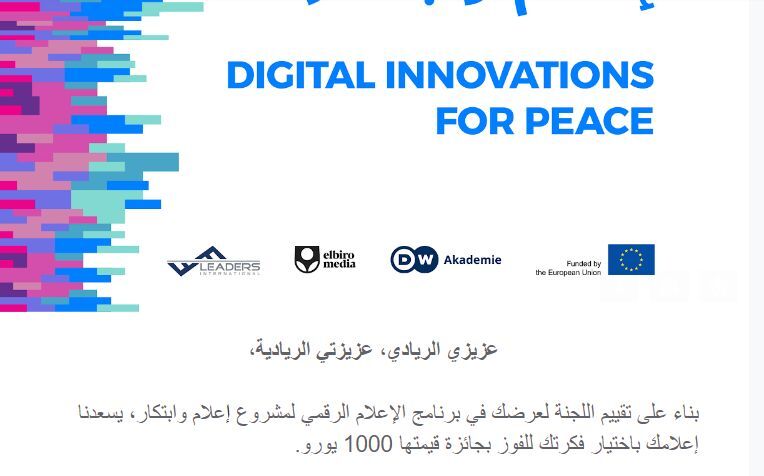 DIGITAL INNOVATIONS
FOR PEACE
LEADERS
INTERNATIONAL
elbiro
media
DW Akademie
Funded by
the European Union
عزيزي الريادي، عزيزتي الريادية،
بناء على تقييم اللجنة لعرضك في برنامج الإعلام الرقمي لمشروع إعلام وابتكار، يسعدنا
إعلامك باختيار فكرتك للفوز بجائزة قيمتها 1000 يورو.